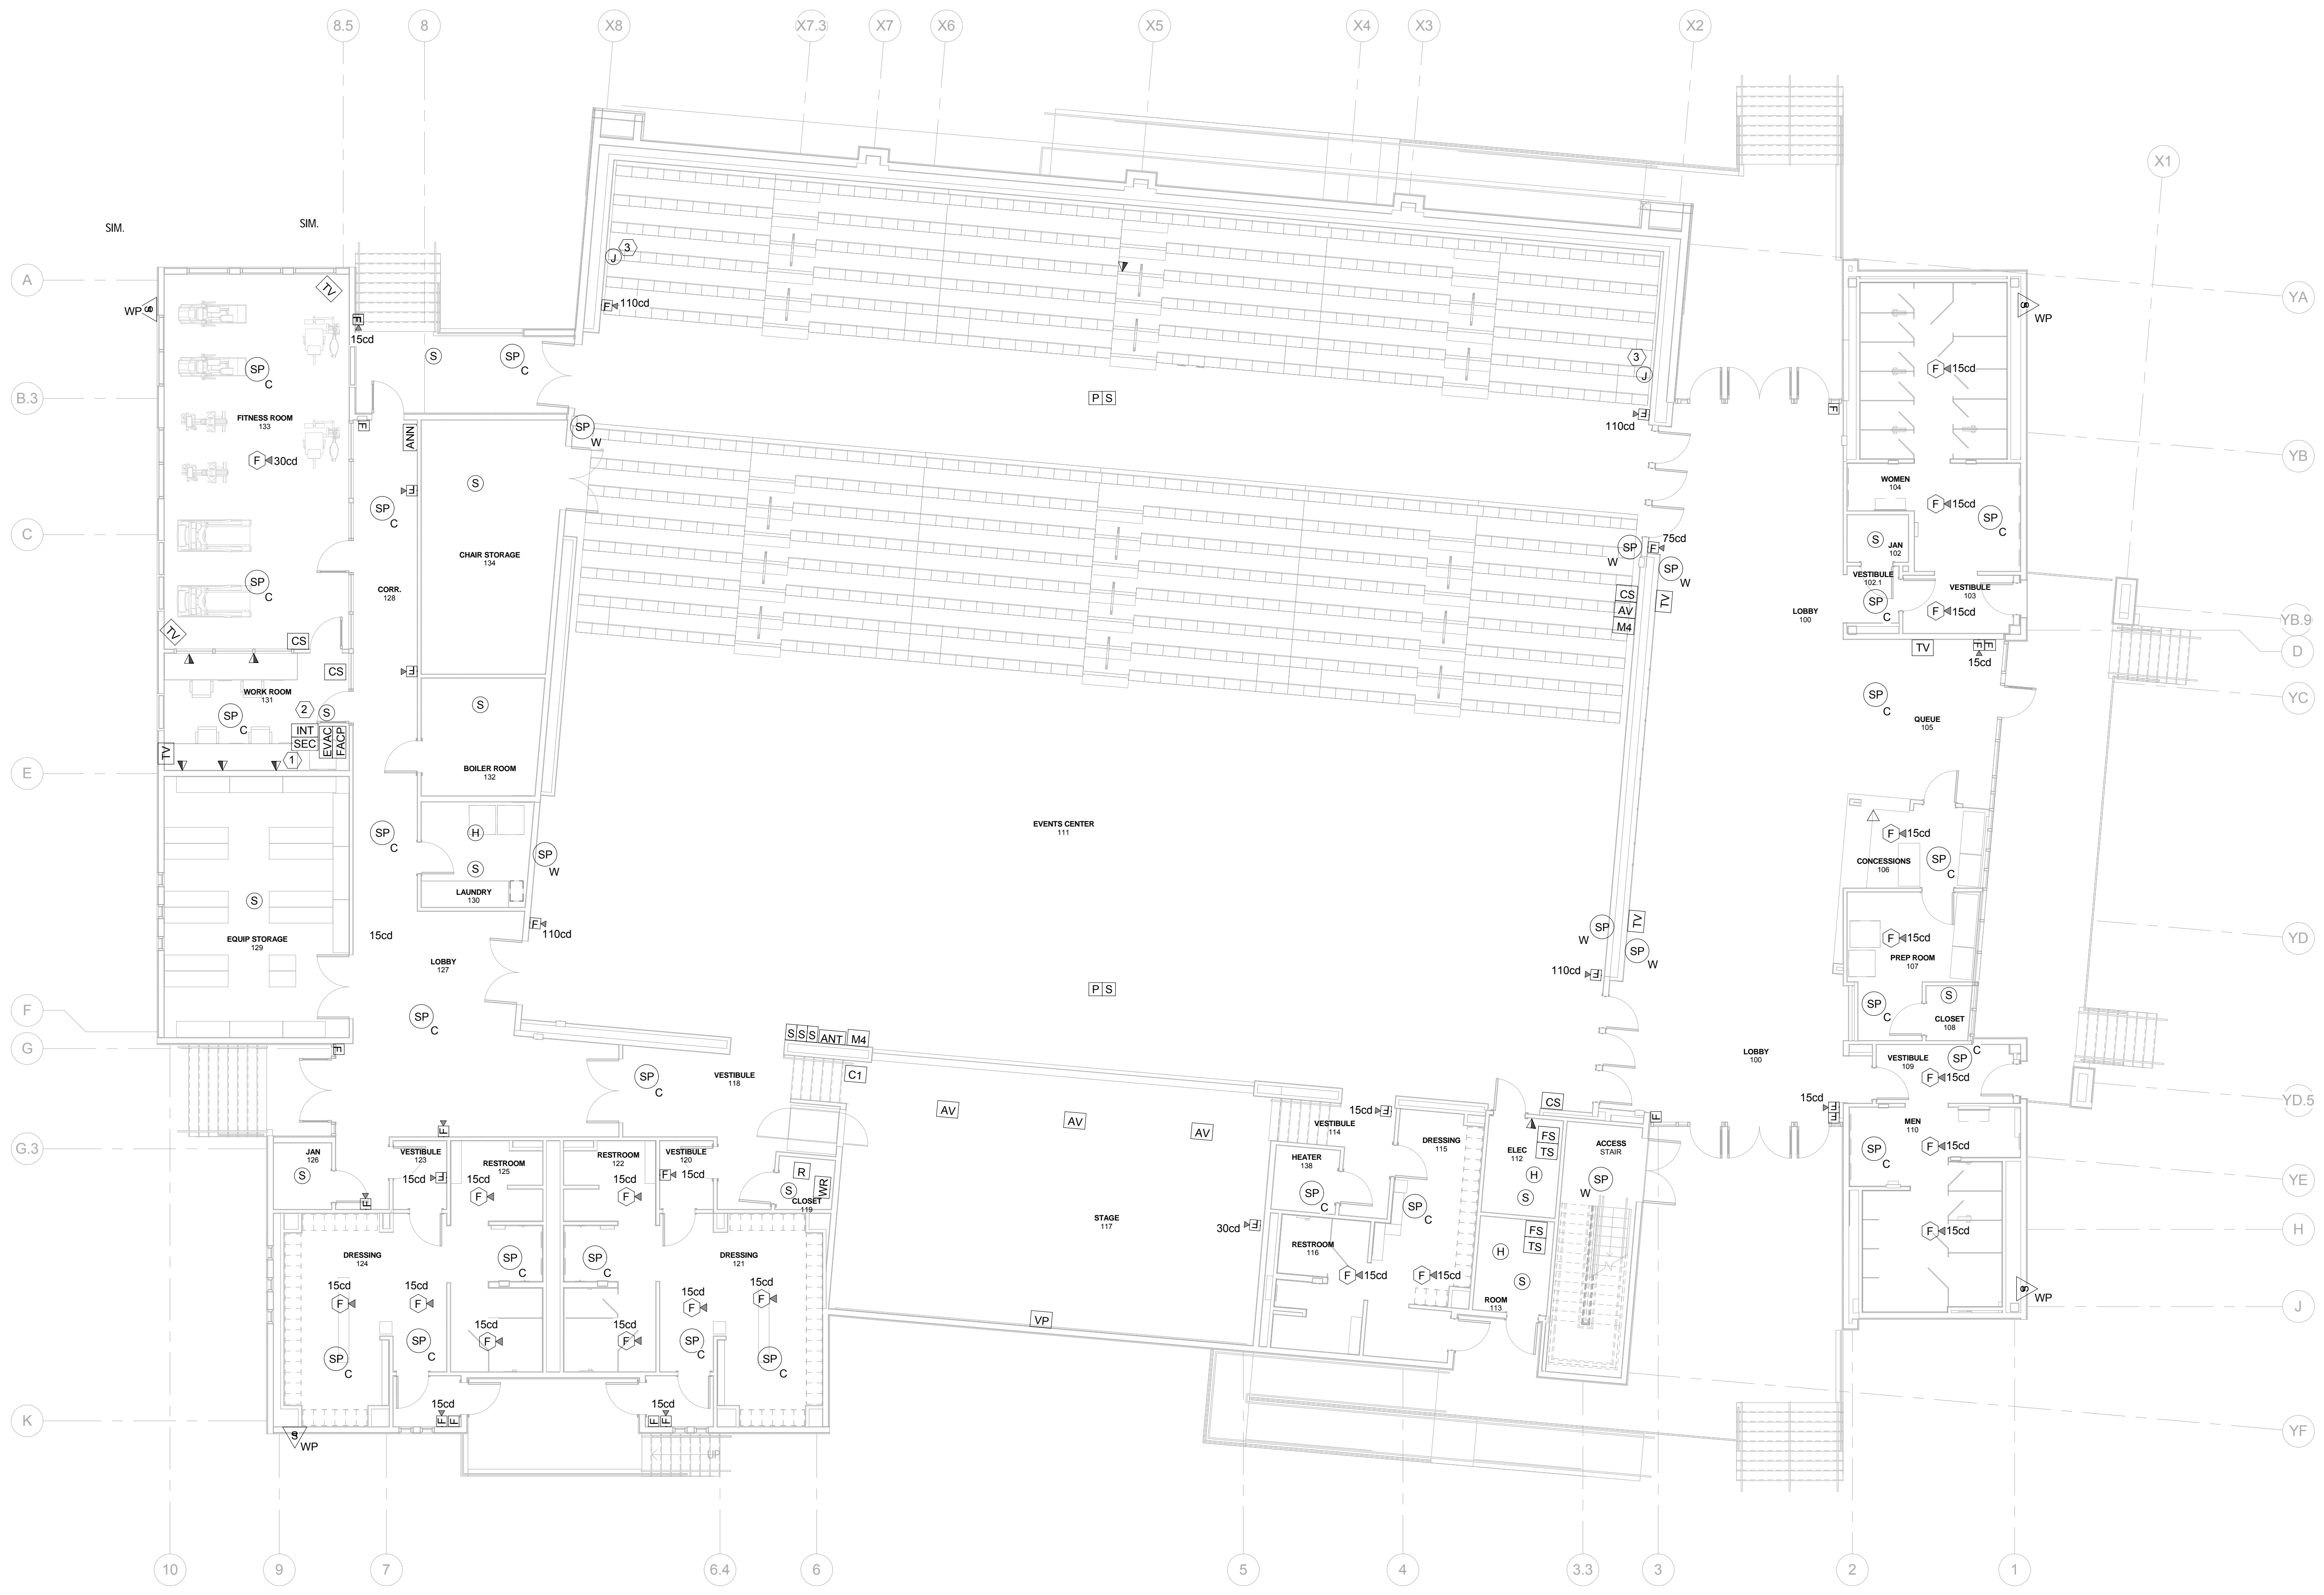 8.5
8
X8
X7.3
X7
X6
X5
X4
X3
X2
X1
SIM.
SIM.
A
B.3
C
E
F
G
G.3
K
YA
YB
YB.9
D
YC
YD
YD.5
YE
H
J
YF
10
9
7
6.4
6
5
4
3.3
3
2
1
WP
S
TV
F
15cd
S
SP
C
SP
C
FITNESS ROOM
133
F
30cd
F
ANN
F
SP
C
SP
C
TV
CS
CS
F
CORR.
128
S
CHAIR STORAGE
134
SP
W
WORK ROOM
131
SP
C
2
S
INT
SEC
EVAC
FACP
1
TV
S
BOILER ROOM
132
H
S
LAUNDRY
130
SP
C
SP
W
F
110cd
S
EQUIP STORAGE
129
15cd
LOBBY
127
SP
C
F
3
J
F
110cd
P S
3
J
F
110cd
75cd
F
SP
W
SP
W
CS
AV
M4
TV
EVENTS CENTER
111
SP
W
TV
SP
W
110cd
F
P S
S S S ANT M4
C1
SP
C
VESTIBULE
118
F
JAN
126
S
F
VESTIBULE
123
15cd
F
RESTROOM
125
15cd
F
RESTROOM
122
15cd
F
VESTIBULE
120
F
15cd
R
S
WR
CLOSET
119
DRESSING
124
15cd
F
15cd
F
SP
C
SP
C
SP
C
15cd
F
SP
C
15cd
F
DRESSING
121
15cd
F
15cd
F
SP
C
SP
C
15cd
F F
15cd
F F
S
WP
UP
AV
AV
AV
STAGE
117
VP
30cd
F
15cd
F
VESTIBULE
114
HEATER
138
SP
C
DRESSING
115
SP
C
RESTROOM
116
F
15cd
F
15cd
CS
ELEC
112
FS
TS
H
S
FS
TS
H
S
ROOM
113
ACCESS
STAIR
SP
W
F
LOBBY
100
F
LOBBY
100
WP
F
15cd
WOMEN
104
F
15cd
SP
C
S
JAN
102
VESTIBULE
102.1
SP
C
VESTIBULE
103
F
15cd
TV
F F
15cd
SP
C
QUEUE
105
F
15cd
CONCESSIONS
106
SP
C
F
15cd
PREP ROOM
107
SP
C
S
CLOSET
108
VESTIBULE
109
SP
C
F
15cd
15cd
F
F
MEN
110
F
15cd
SP
C
F
15cd
WP